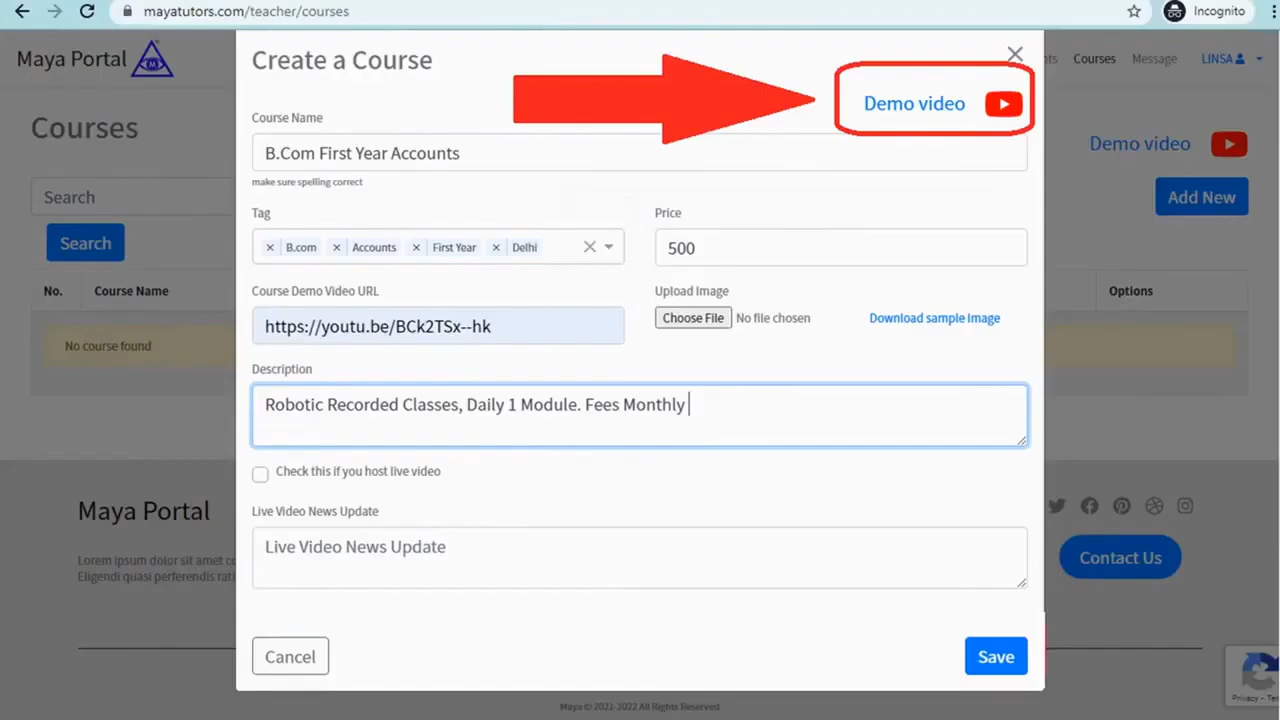 mayatutors.com/teacher/courses
Incognito
Maya Portal
nts Courses Message LINSA
Create a Course
Demo video
Course Name
B.Com First Year Accounts
make sure spelling correct
Courses
Demo video
Search
Add New
Search
Tag
Price
× B.com × Accounts × First Year × Delhi
500
Course Demo Video URL
Upload Image
https://youtu.be/BCk2TSx--hk
Choose File No file chosen
Download sample Image
No. Course Name
Options
No course found
Description
Robotic Recorded Classes, Daily 1 Module. Fees Monthly
Check this if you host live video
Live Video News Update
Live Video News Update
Maya Portal
Lorem ipsum dolor sit amet co
Eligendi quasi perferendis rati
Contact Us
Cancel
Save
Privacy - Ter
Maya © 2021-2022 All Rights Reserved